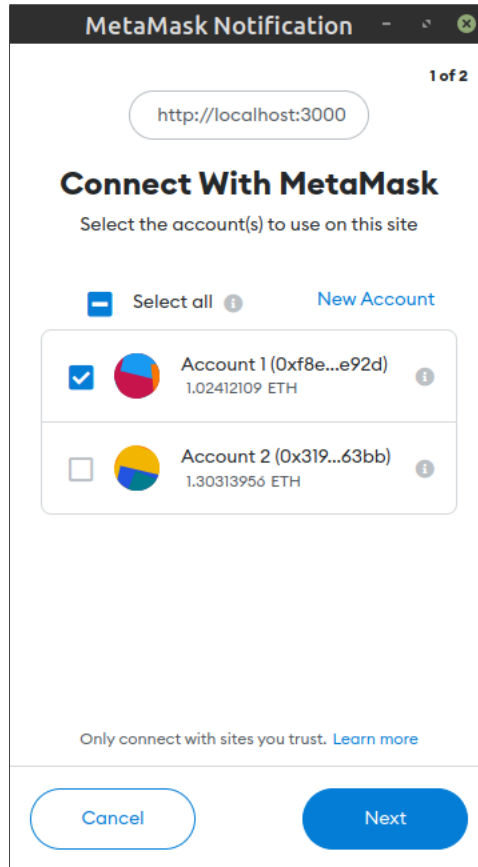 MetaMask Notification
1 of 2
http://localhost:3000
Connect With MetaMask
Select the account(s) to use on this site
Select all
New Account
Account 1 (0xf8e...e92d)
1.02412109 ETH
Account 2 (0x319...63bb)
1.30313956 ETH
Only connect with sites you trust. Learn more
Cancel
Next